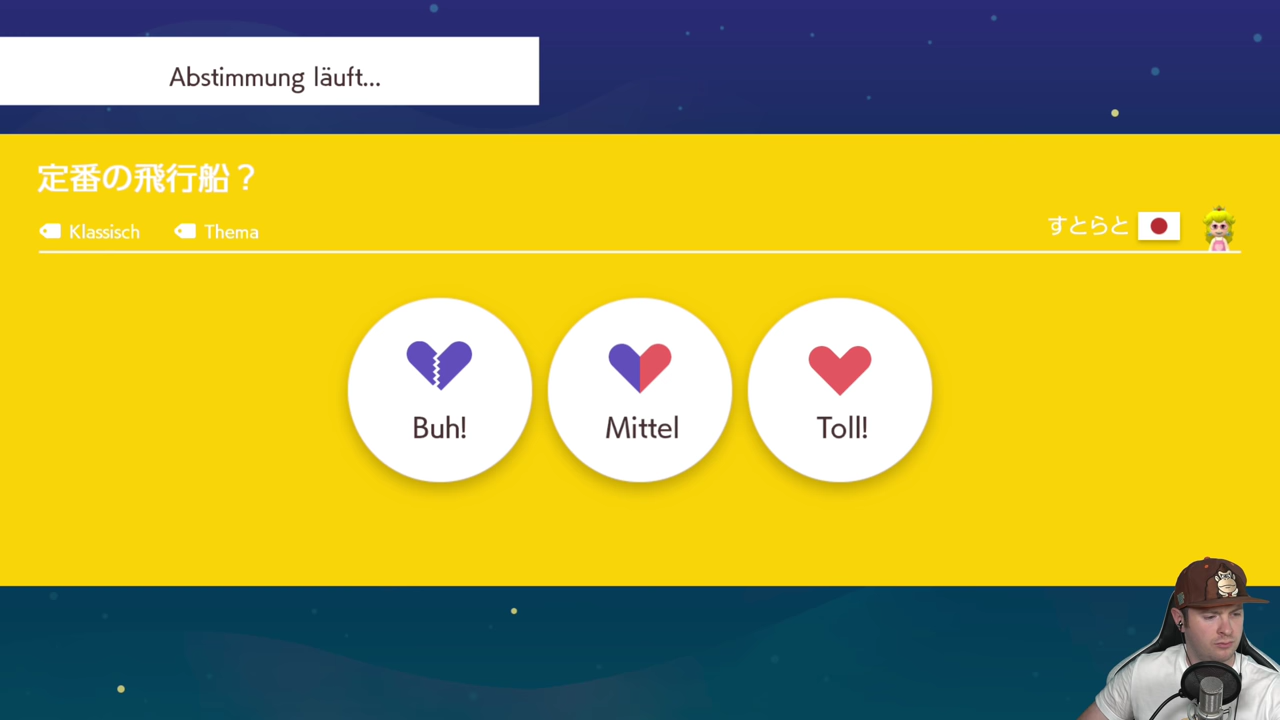 Abstimmung läuft...
定番の飛行船？
Klassisch
Thema
すとらと
Buh!
Mittel
Toll!